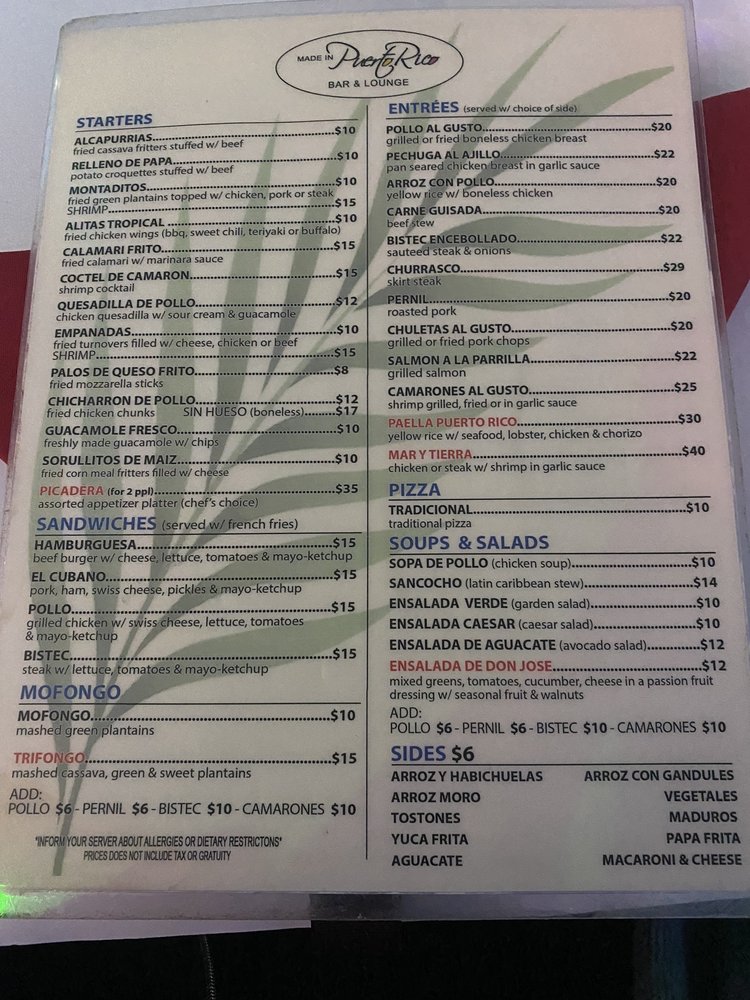 MADE IN Puerto Rico
BAR & LOUNGE
STARTERS
ALCAPURRIAS...$10
fried cassava fritters stuffed w/ beef
RELLENO DE PAPA...$10
potato croquettes stuffed w/ beef
MONTADITOS...$10
fried green plantains topped w/ chicken, pork or steak
SHRIMP...$15
ALITAS TROPICAL...$10
fried chicken wings (bbq, sweet chili, teriyaki or buffalo)
CALAMARI FRITO...$15
fried calamari w/ marinara sauce
COCTEL DE CAMARON...$15
shrimp cocktail
QUESADILLA DE POLLO...$12
chicken quesadilla w/ sour cream & guacamole
EMPANADAS...$10
fried turnovers filled w/ cheese, chicken or beef
SHRIMP...$15
PALOS DE QUESO FRITO...$8
fried mozzarella sticks
CHICHARRON DE POLLO...$12
fried chicken chunks SIN HUESO (boneless)...$17
GUACAMOLE FRESCO...$10
freshly made guacamole w/ chips
SORULLITOS DE MAIZ...$10
fried corn meal fritters filled w/ cheese
PICADERA (for 2 ppl)...$35
assorted appetizer platter (chef's choice)
SANDWICHES (served w/ french fries)
HAMBURGUESA...$15
beef burger w/ cheese, lettuce, tomatoes & mayo-ketchup
EL CUBANO...$15
pork, ham, swiss cheese, pickles & mayo-ketchup
POLLO...$15
grilled chicken w/ swiss cheese, lettuce, tomatoes
& mayo-ketchup
BISTEC...$15
steak w/ lettuce, tomatoes & mayo-ketchup
MOFONGO
MOFONGO...$10
mashed green plantains
TRIFONGO...$15
mashed cassava, green & sweet plantains
ADD:
POLLO $6 - PERNIL $6 - BISTEC $10 - CAMARONES $10
*INFORM YOUR SERVER ABOUT ALLERGIES OR DIETARY RESTRICTONS*
PRICES DOES NOT INCLUDE TAX OR GRATUITY
ENTRÉES (served w/ choice of side)
POLLO AL GUSTO...$20
grilled or fried boneless chicken breast
PECHUGA AL AJILLO...$22
pan seared chicken breast in garlic sauce
ARROZ CON POLLO...$20
yellow rice w/ boneless chicken
CARNE GUISADA...$20
beef stew
BISTEC ENCEBOLLADO...$22
sauteed steak & onions
CHURRASCO...$29
skirt steak
PERNIL...$20
roasted pork
CHULETAS AL GUSTO...$20
grilled or fried pork chops
SALMON A LA PARRILLA...$22
grilled salmon
CAMARONES AL GUSTO...$25
shrimp grilled, fried or in garlic sauce
PAELLA PUERTO RICO...$30
yellow rice w/ seafood, lobster, chicken & chorizo
MAR Y TIERRA...$40
chicken or steak w/ shrimp in garlic sauce
PIZZA
TRADICIONAL...$10
traditional pizza
SOUPS & SALADS
SOPA DE POLLO (chicken soup)...$10
SANCOCHO (latin caribbean stew)...$14
ENSALADA VERDE (garden salad)...$10
ENSALADA CAESAR (caesar salad)...$10
ENSALADA DE AGUACATE (avocado salad)...$12
ENSALADA DE DON JOSE...$12
mixed greens, tomatoes, cucumber, cheese in a passion fruit
dressing w/ seasonal fruit & walnuts
ADD:
POLLO $6 - PERNIL $6 - BISTEC $10 - CAMARONES $10
SIDES $6
ARROZ Y HABICHUELAS ARROZ CON GANDULES
ARROZ MORO VEGETALES
TOSTONES MADUROS
YUCA FRITA PAPA FRITA
AGUACATE MACARONI & CHEESE